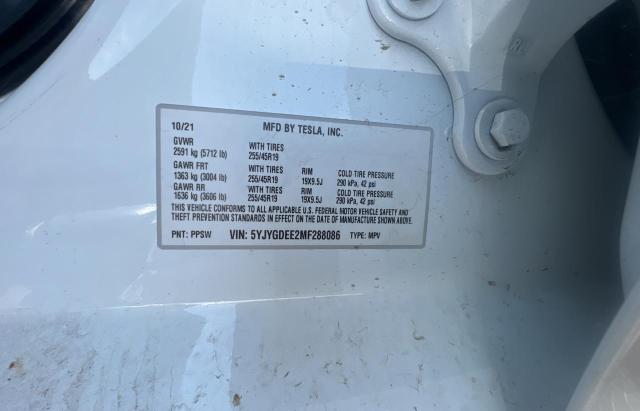 10/21 MFD BY TESLA, INC.
GVWR WITH TIRES
2591 kg (5712 lb) 255/45R19
GAWR FRT WITH TIRES RIM COLD TIRE PRESSURE
1363 kg (3004 lb) 255/45R19 19X9.5J 290 kPa, 42 psi
GAWR RR WITH TIRES RIM COLD TIRE PRESSURE
1636 kg (3606 lb) 255/45R19 19X9.5J 290 kPa, 42 psi
THIS VEHICLE CONFORMS TO ALL APPLICABLE U.S. FEDERAL MOTOR VEHICLE SAFETY AND
THEFT PREVENTION STANDARDS IN EFFECT ON THE DATE OF MANUFACTURE SHOWN ABOVE.
PNT: PPSW VIN: 5YJYGDEE2MF288086 TYPE: MPV